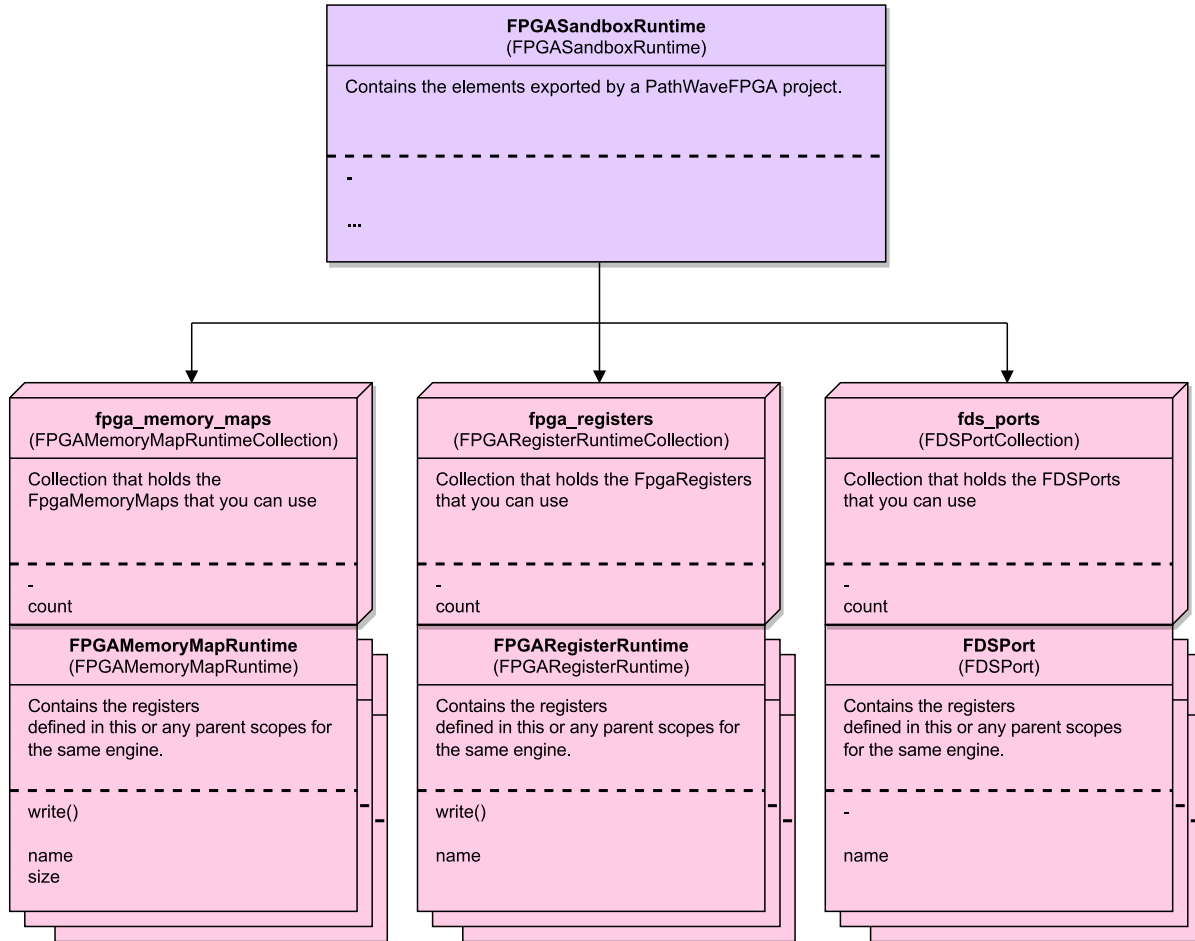 FPGASandboxRuntime
(FPGASandboxRuntime)
Contains the elements exported by a PathWaveFPGA project.
-
...
fpga_memory_maps
(FPGAMemoryMapRuntimeCollection)
Collection that holds the
FpgaMemoryMaps that you can use
-
count
FPGAMemoryMapRuntime
(FPGAMemoryMapRuntime)
Contains the registers
defined in this or any parent scopes for
the same engine.
write()
name
size
fpga_registers
(FPGARegisterRuntimeCollection)
Collection that holds the FpgaRegisters
that you can use
-
count
FPGARegisterRuntime
(FPGARegisterRuntime)
Contains the registers
defined in this or any parent scopes for
the same engine.
write()
name
fds_ports
(FDSPortCollection)
Collection that holds the FDSPorts
that you can use
-
count
FDSPort
(FDSPort)
Contains the registers
defined in this or any parent scopes
for the same engine.
-
name